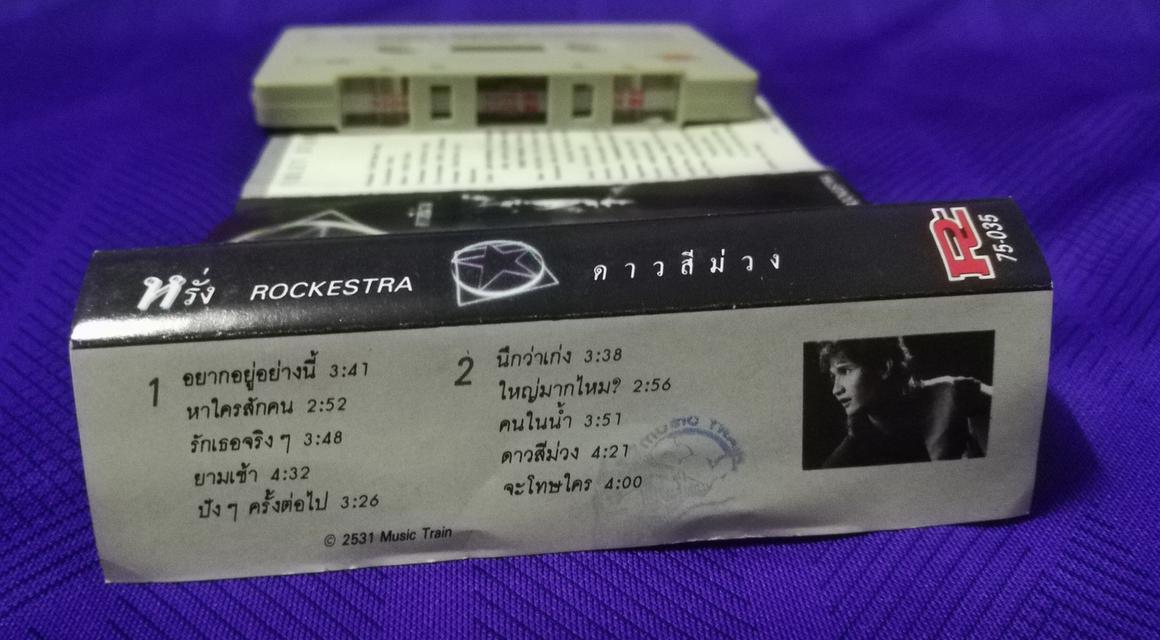 หรั่ง ROCKESTRA ดาวสีม่วง 75-035
1
อยากอยู่อย่างนี้ 3:41
หาใครสักคน 2:52
รักเธอจริงๆ 3:48
ยามเช้า 4:32
ปังๆ ครั้งต่อไป 3:26
2
นึกว่าเก่ง 3:38
ใหญ่มากไหม? 2:56
คนในน้ำ 3:51
ดาวสีม่วง 4:21
จะโทษใคร 4:00
MUSIC TRAIN
© 2531 Music Train